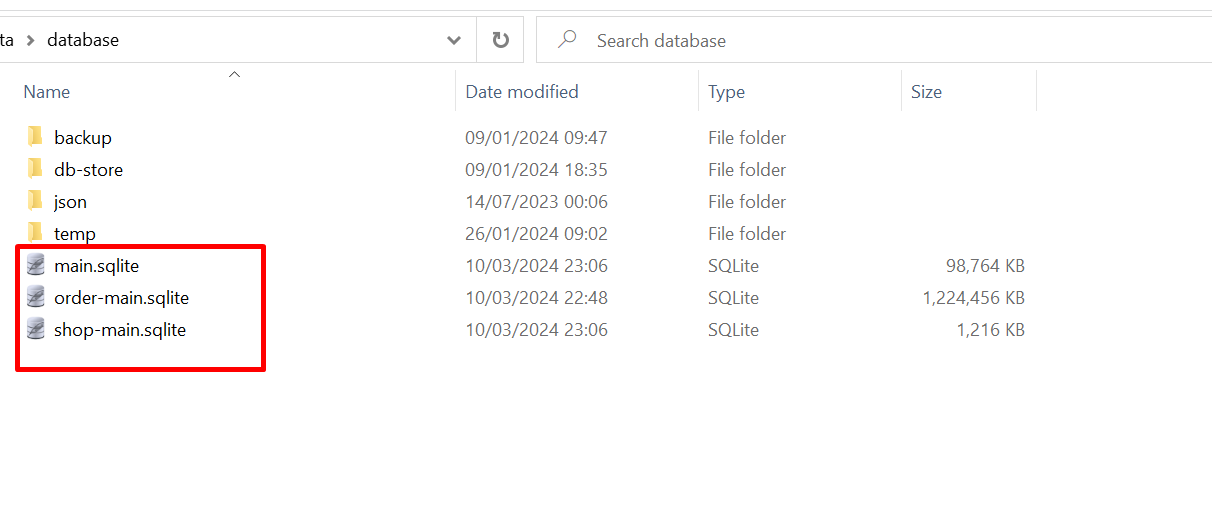 ta > database Search database
Name Date modified Type Size
backup 09/01/2024 09:47 File folder
db-store 09/01/2024 18:35 File folder
json 14/07/2023 00:06 File folder
temp 26/01/2024 09:02 File folder
main.sqlite 10/03/2024 23:06 SQLite 98,764 KB
order-main.sqlite 10/03/2024 22:48 SQLite 1,224,456 KB
shop-main.sqlite 10/03/2024 23:06 SQLite 1,216 KB